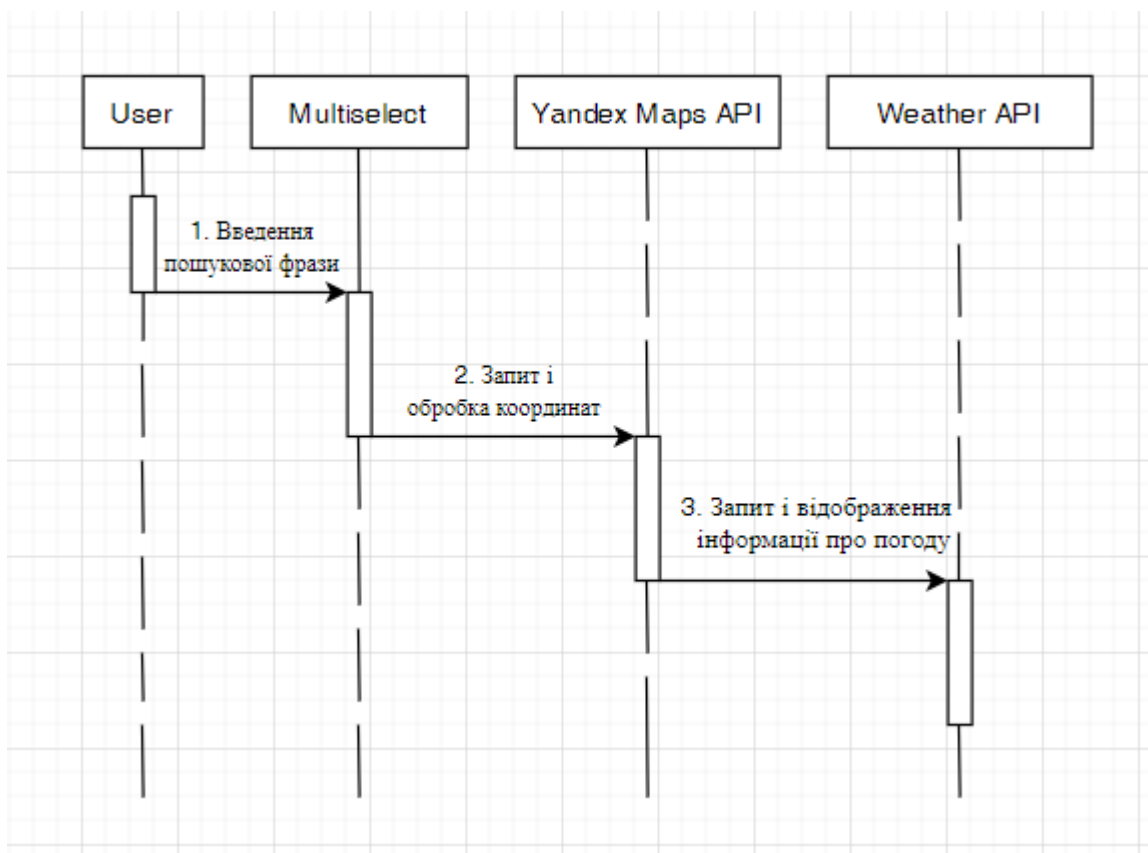 User
Multiselect
Yandex Maps API
Weather API
1. Введення
пошукової фрази
2. Запит і
обробка координат
3. Запит і відображення
інформації про погоду